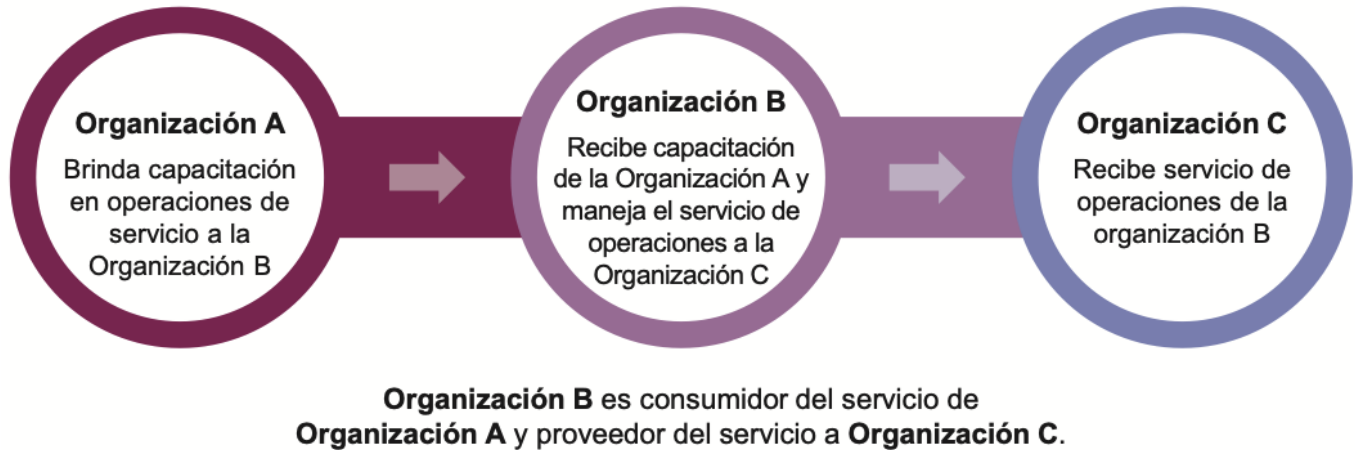 Organización A
Brinda capacitación
en operaciones de
servicio a la
Organización B
Organización B
Recibe capacitación
de la Organización A y
maneja el servicio de
operaciones a la
Organización C
Organización C
Recibe servicio de
operaciones de la
organización B
Organización B es consumidor del servicio de
Organización A y proveedor del servicio a Organización C.